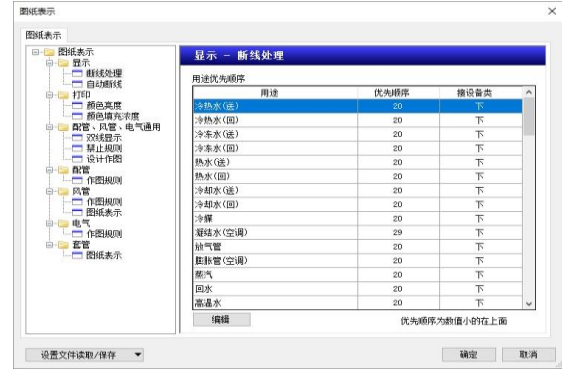 图纸表示
图纸表示
图纸表示
显示
断线处理
自动断线
打印
颜色亮度
颜色填充浓度
配管、风管、电气通用
双线显示
禁止规则
设计作图
配管
作图规则
风管
作图规则
图纸表示
电气
作图规则
套管
图纸表示
显示 - 断线处理
用途优先顺序
用途 优先顺序 接设备类
冷热水(送) 20 下
冷热水(回) 20 下
冷冻水(送) 20 下
冷冻水(回) 20 下
热水(送) 20 下
热水(回) 20 下
冷却水(送) 20 下
冷却水(回) 20 下
冷媒 20 下
凝结水(空调) 29 下
放气管 20 下
膨胀管(空调) 20 下
蒸汽 20 下
回水 20 下
高温水 20 下
编辑 优先顺序为数值小的在上面
设置文件读取/保存 确定 取消